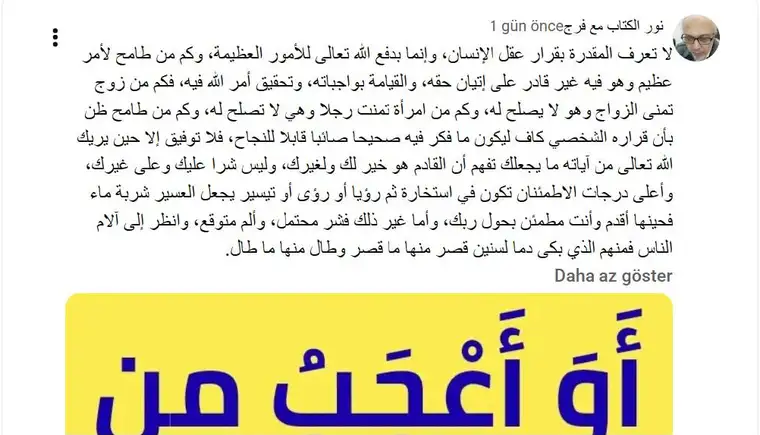 نور الكتاب مع فرج 1 gün önce
لا تعرف المقدرة بقرار عقل الإنسان، وإنما بدفع الله تعالى للأمور العظيمة، وكم من طامح لأمر
عظيم وهو فيه غير قادر على إتيان حقه، والقيامة بواجباته، وتحقيق أمر الله فيه، فكم من زوج
تمنى الزواج وهو لا يصلح له، وكم من امرأة تمنت رجلا وهي لا تصلح له، وكم من طامح ظن
بأن قراره الشخصي كاف ليكون ما فكر فيه صحيحا صائبا قابلا للنجاح، فلا توفيق إلا حين يريك
الله تعالى من آياته ما يجعلك تفهم أن القادم هو خير لك ولغيرك، وليس شرا عليك وعلى غيرك،
وأعلى درجات الاطمئنان تكون في استخارة ثم رؤيا أو رؤى أو تيسير يجعل العسير شربة ماء
فحينها أقدم وأنت مطمئن بحول ربك، وأما غير ذلك فشر محتمل، وألم متوقع، وانظر إلى آلام
الناس فمنهم الذي بكى دما لسنين قصر منها ما قصر وطال منها ما طال.
Daha az göster
أَوَ أَعْجَبُ من